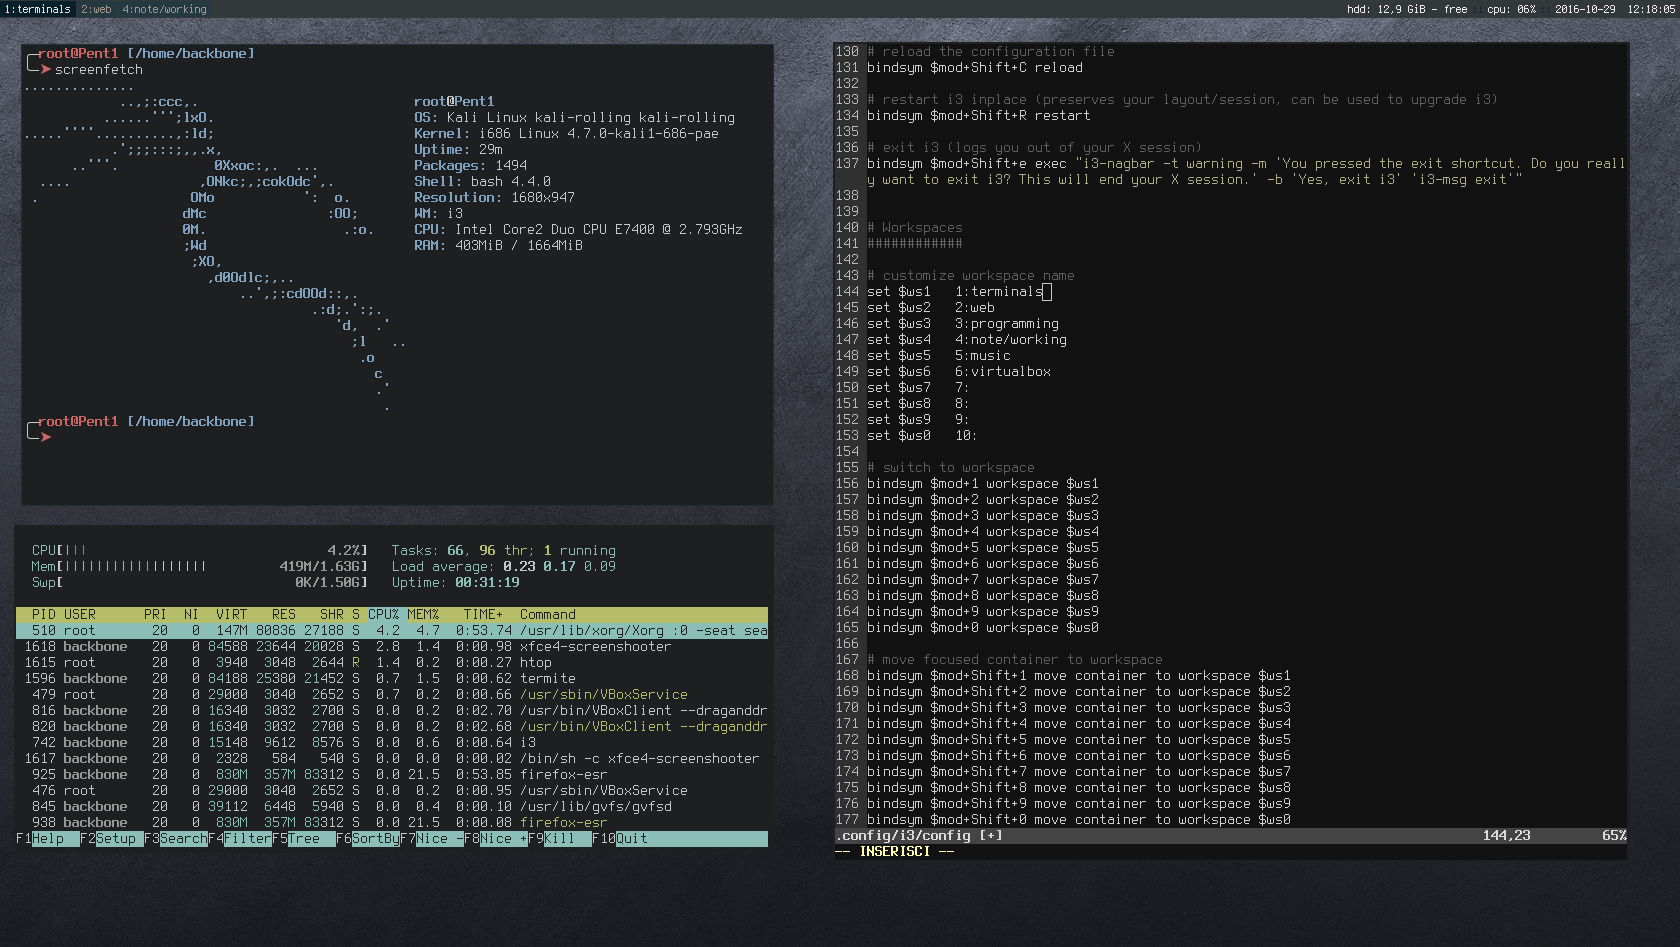 1:terminals 2:web 4:note/working
hdd: 12,9 GiB - free :: cpu: 06% :: 2016-10-29 12:18:05
root@Pent1 [/home/backbone]
screenfetch
..............
..,;:ccc,.
......''';lxO.
.....''''..........,:ld;
.';;;:::;,,.x,
..'''. 0Xxoc:,. ...
.... ,ONkc;,;cokOdc',.
. OMo ': o.
dMc :OO;
0M. .:o.
;Wd
;XO,
,d0Odlc;,..
..',;:cdOOd::,.
.:d;.':;.
'd, .'
;l ..
.o
c
.'
.
root@Pent1
OS: Kali Linux kali-rolling kali-rolling
Kernel: i686 Linux 4.7.0-kali1-686-pae
Uptime: 29m
Packages: 1494
Shell: bash 4.4.0
Resolution: 1680x947
WM: i3
CPU: Intel Core2 Duo CPU E7400 @ 2.793GHz
RAM: 403MiB / 1664MiB
root@Pent1 [/home/backbone]
CPU[||| 4.2%] Tasks: 66, 96 thr; 1 running
Mem[|||||||||||||||||| 419M/1.63G] Load average: 0.23 0.17 0.09
Swp[ 0K/1.50G] Uptime: 00:31:19
PID USER PRI NI VIRT RES SHR S CPU% MEM% TIME+ Command
510 root 20 0 147M 80836 27188 S 4.2 4.7 0:53.74 /usr/lib/xorg/Xorg :0 -seat sea
1618 backbone 20 0 84588 23644 20028 S 2.8 1.4 0:00.98 xfce4-screenshooter
1615 root 20 0 3940 3048 2644 R 1.4 0.2 0:00.27 htop
1596 backbone 20 0 84188 25380 21452 S 0.7 1.5 0:00.62 termite
479 root 20 0 29000 3040 2652 S 0.7 0.2 0:00.66 /usr/sbin/VBoxService
816 backbone 20 0 16340 3032 2700 S 0.0 0.2 0:02.70 /usr/bin/VBoxClient --draganddr
820 backbone 20 0 16340 3032 2700 S 0.0 0.2 0:02.68 /usr/bin/VBoxClient --draganddr
742 backbone 20 0 15148 9612 8576 S 0.0 0.6 0:00.64 i3
1617 backbone 20 0 2328 584 540 S 0.0 0.0 0:00.02 /bin/sh -c xfce4-screenshooter
925 backbone 20 0 830M 357M 83312 S 0.0 21.5 0:53.85 firefox-esr
476 root 20 0 29000 3040 2652 S 0.0 0.2 0:00.95 /usr/sbin/VBoxService
845 backbone 20 0 39112 6448 5940 S 0.0 0.4 0:00.10 /usr/lib/gvfs/gvfsd
938 backbone 20 0 830M 357M 83312 S 0.0 21.5 0:00.08 firefox-esr
F1Help F2Setup F3SearchF4FilterF5Tree F6SortByF7Nice -F8Nice +F9Kill F10Quit
130 # reload the configuration file
131 bindsym $mod+Shift+C reload
132
133 # restart i3 inplace (preserves your layout/session, can be used to upgrade i3)
134 bindsym $mod+Shift+R restart
135
136 # exit i3 (logs you out of your X session)
137 bindsym $mod+Shift+e exec "i3-nagbar -t warning -m 'You pressed the exit shortcut. Do you reall
y want to exit i3? This will end your X session.' -b 'Yes, exit i3' 'i3-msg exit'"
138
139
140 # Workspaces
141 ############
142
143 # customize workspace name
144 set $ws1 1:terminals
145 set $ws2 2:web
146 set $ws3 3:programming
147 set $ws4 4:note/working
148 set $ws5 5:music
149 set $ws6 6:virtualbox
150 set $ws7 7:
151 set $ws8 8:
152 set $ws9 9:
153 set $ws0 10:
154
155 # switch to workspace
156 bindsym $mod+1 workspace $ws1
157 bindsym $mod+2 workspace $ws2
158 bindsym $mod+3 workspace $ws3
159 bindsym $mod+4 workspace $ws4
160 bindsym $mod+5 workspace $ws5
161 bindsym $mod+6 workspace $ws6
162 bindsym $mod+7 workspace $ws7
163 bindsym $mod+8 workspace $ws8
164 bindsym $mod+9 workspace $ws9
165 bindsym $mod+0 workspace $ws0
166
167 # move focused container to workspace
168 bindsym $mod+Shift+1 move container to workspace $ws1
169 bindsym $mod+Shift+2 move container to workspace $ws2
170 bindsym $mod+Shift+3 move container to workspace $ws3
171 bindsym $mod+Shift+4 move container to workspace $ws4
172 bindsym $mod+Shift+5 move container to workspace $ws5
173 bindsym $mod+Shift+6 move container to workspace $ws6
174 bindsym $mod+Shift+7 move container to workspace $ws7
175 bindsym $mod+Shift+8 move container to workspace $ws8
176 bindsym $mod+Shift+9 move container to workspace $ws9
177 bindsym $mod+Shift+0 move container to workspace $ws0
.config/i3/config [+] 144,23 65%
-- INSERISCI --